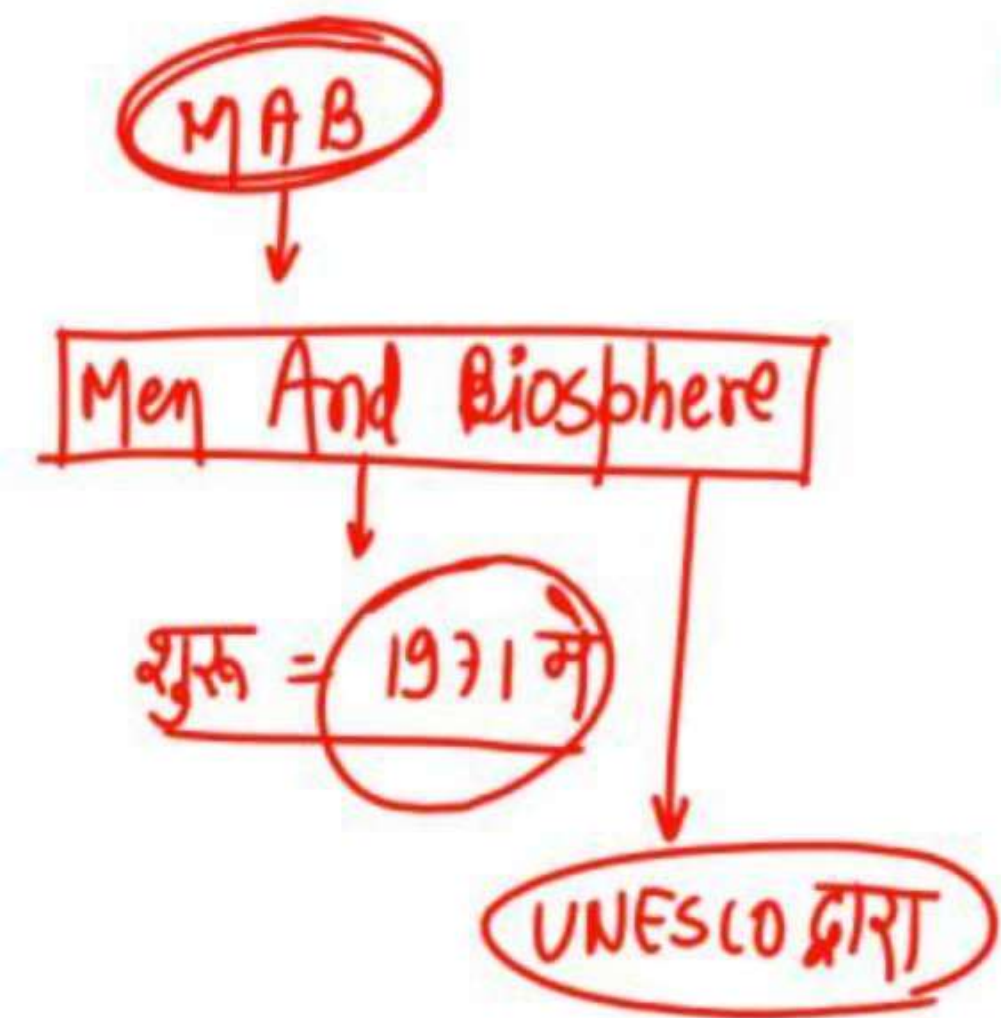 MAB
Men And Biosphere
शुरू = 1971 में
UNESCO द्वारा